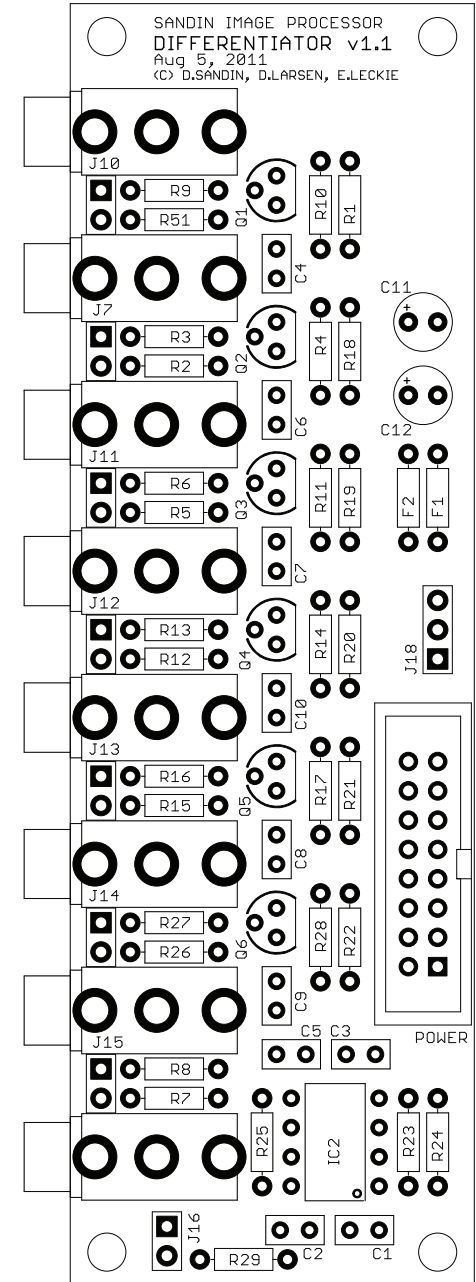 SANDIN IMAGE PROCESSOR
DIFFERENTIATOR v1.1
Aug 5, 2011
(C) D.SANDIN, D.LARSEN, E.LECKIE
J10
R9
R51
Q1
R10
R1
C4
C11
J7
R3
R2
Q2
R4
R18
C6
C12
J11
R6
R5
Q3
R11
R19
F2
F1
C7
J12
R13
R12
Q4
R14
R20
J18
C10
J13
R16
R15
Q5
R17
R21
C8
J14
R27
R26
Q6
R28
R22
C9
POWER
J15
C5
C3
R8
R7
R25
IC2
R23
R24
J16
C2
C1
R29